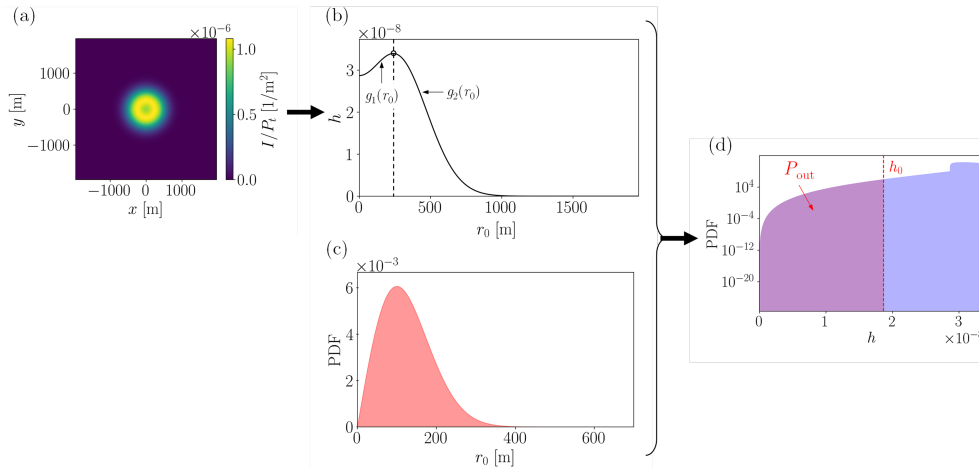 (a)
×10⁻⁶
1000
0
−1000
y [m]
−1000 0 1000
x [m]
1.0
0.5
0.0
I/Pₜ [1/m²]
(b)
×10⁻⁸
3
2
1
0
h
g₁(r₀)
g₂(r₀)
0 500 1000 1500
r₀ [m]
(c)
×10⁻³
6
4
2
0
PDF
0 200 400 600
r₀ [m]
(d)
P_out
h₀
10⁴
10⁻⁴
10⁻¹²
10⁻²⁰
PDF
0 1 2 3
h